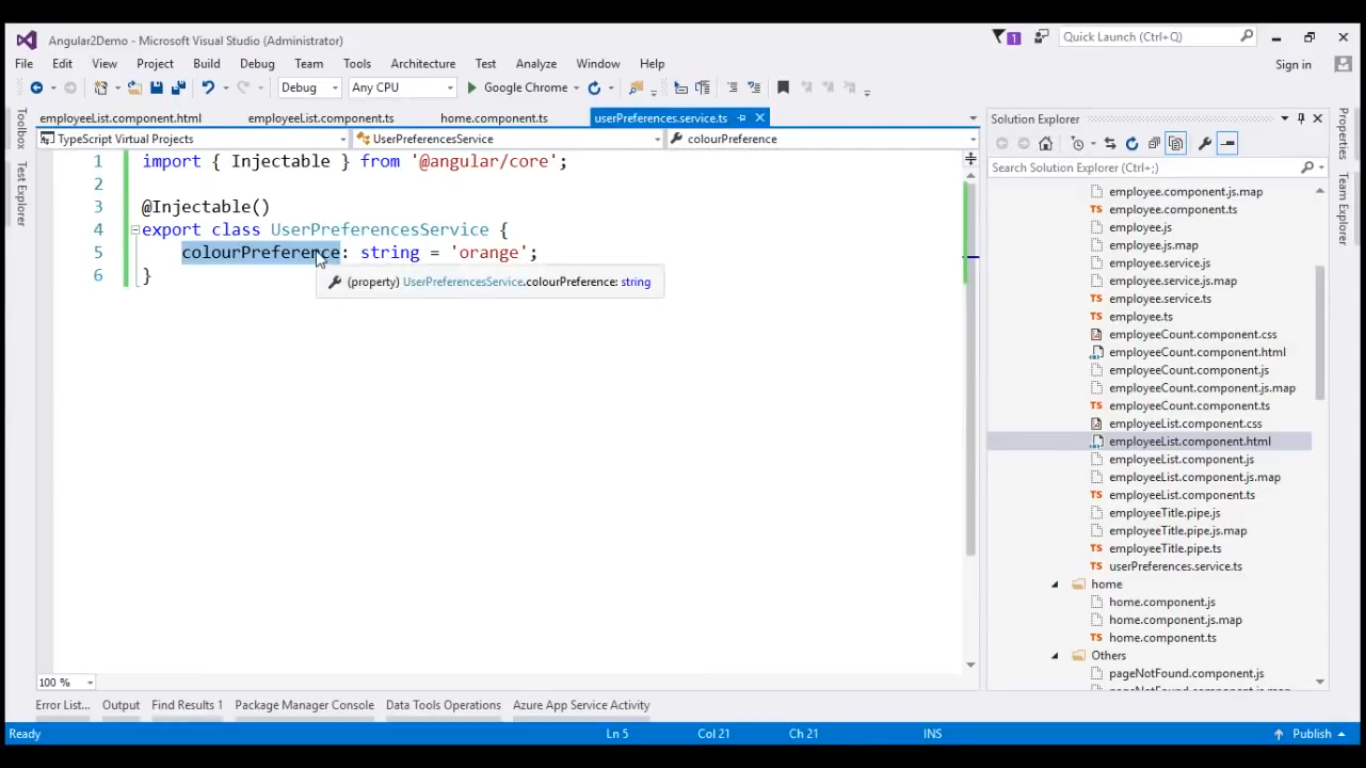 Angular2Demo - Microsoft Visual Studio (Administrator)
1
Quick Launch (Ctrl+Q)
File Edit View Project Build Debug Team Tools Architecture Test Analyze Window Help
Sign in
Debug Any CPU Google Chrome
Toolbox
Test Explorer
employeeList.component.html employeeList.component.ts home.component.ts userPreferences.service.ts
TypeScript Virtual Projects UserPreferencesService colourPreference
1 import { Injectable } from '@angular/core';
2
3 @Injectable()
4 export class UserPreferencesService {
5 colourPreference: string = 'orange';
6 }
(property) UserPreferencesService.colourPreference: string
100 %
Solution Explorer
Search Solution Explorer (Ctrl+;)
employee.component.js.map
TS employee.component.ts
employee.js
employee.js.map
employee.service.js
employee.service.js.map
TS employee.service.ts
TS employee.ts
employeeCount.component.css
employeeCount.component.html
employeeCount.component.js
employeeCount.component.js.map
TS employeeCount.component.ts
employeeList.component.css
employeeList.component.html
employeeList.component.js
employeeList.component.js.map
TS employeeList.component.ts
employeeTitle.pipe.js
employeeTitle.pipe.js.map
TS employeeTitle.pipe.ts
TS userPreferences.service.ts
home
home.component.js
home.component.js.map
TS home.component.ts
Others
pageNotFound.component.js
Properties
Team Explorer
Error List... Output Find Results 1 Package Manager Console Data Tools Operations Azure App Service Activity
Ready Ln 5 Col 21 Ch 21 INS Publish